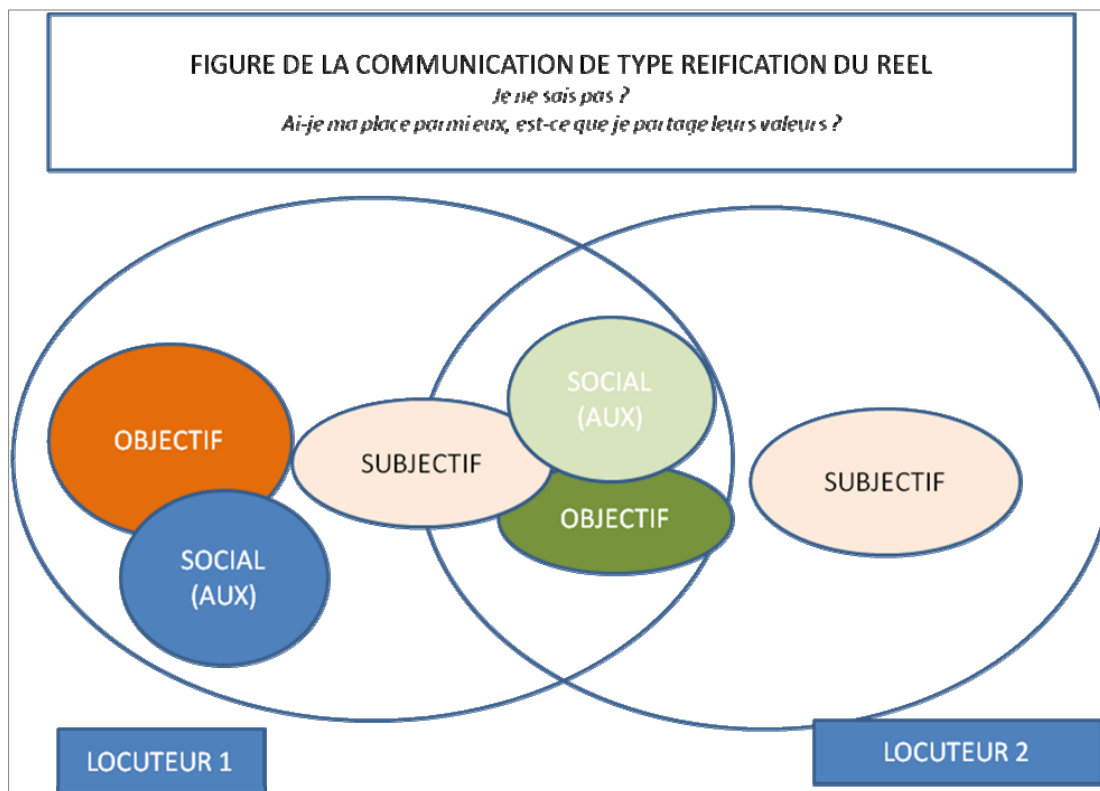 FIGURE DE LA COMMUNICATION DE TYPE REIFICATION DU REEL
Je ne sais pas ?
Ai-je ma place parmi eux, est-ce que je partage leurs valeurs ?
SOCIAL
(AUX)
OBJECTIF
SUBJECTIF
SUBJECTIF
OBJECTIF
SOCIAL
(AUX)
LOCUTEUR 1
LOCUTEUR 2